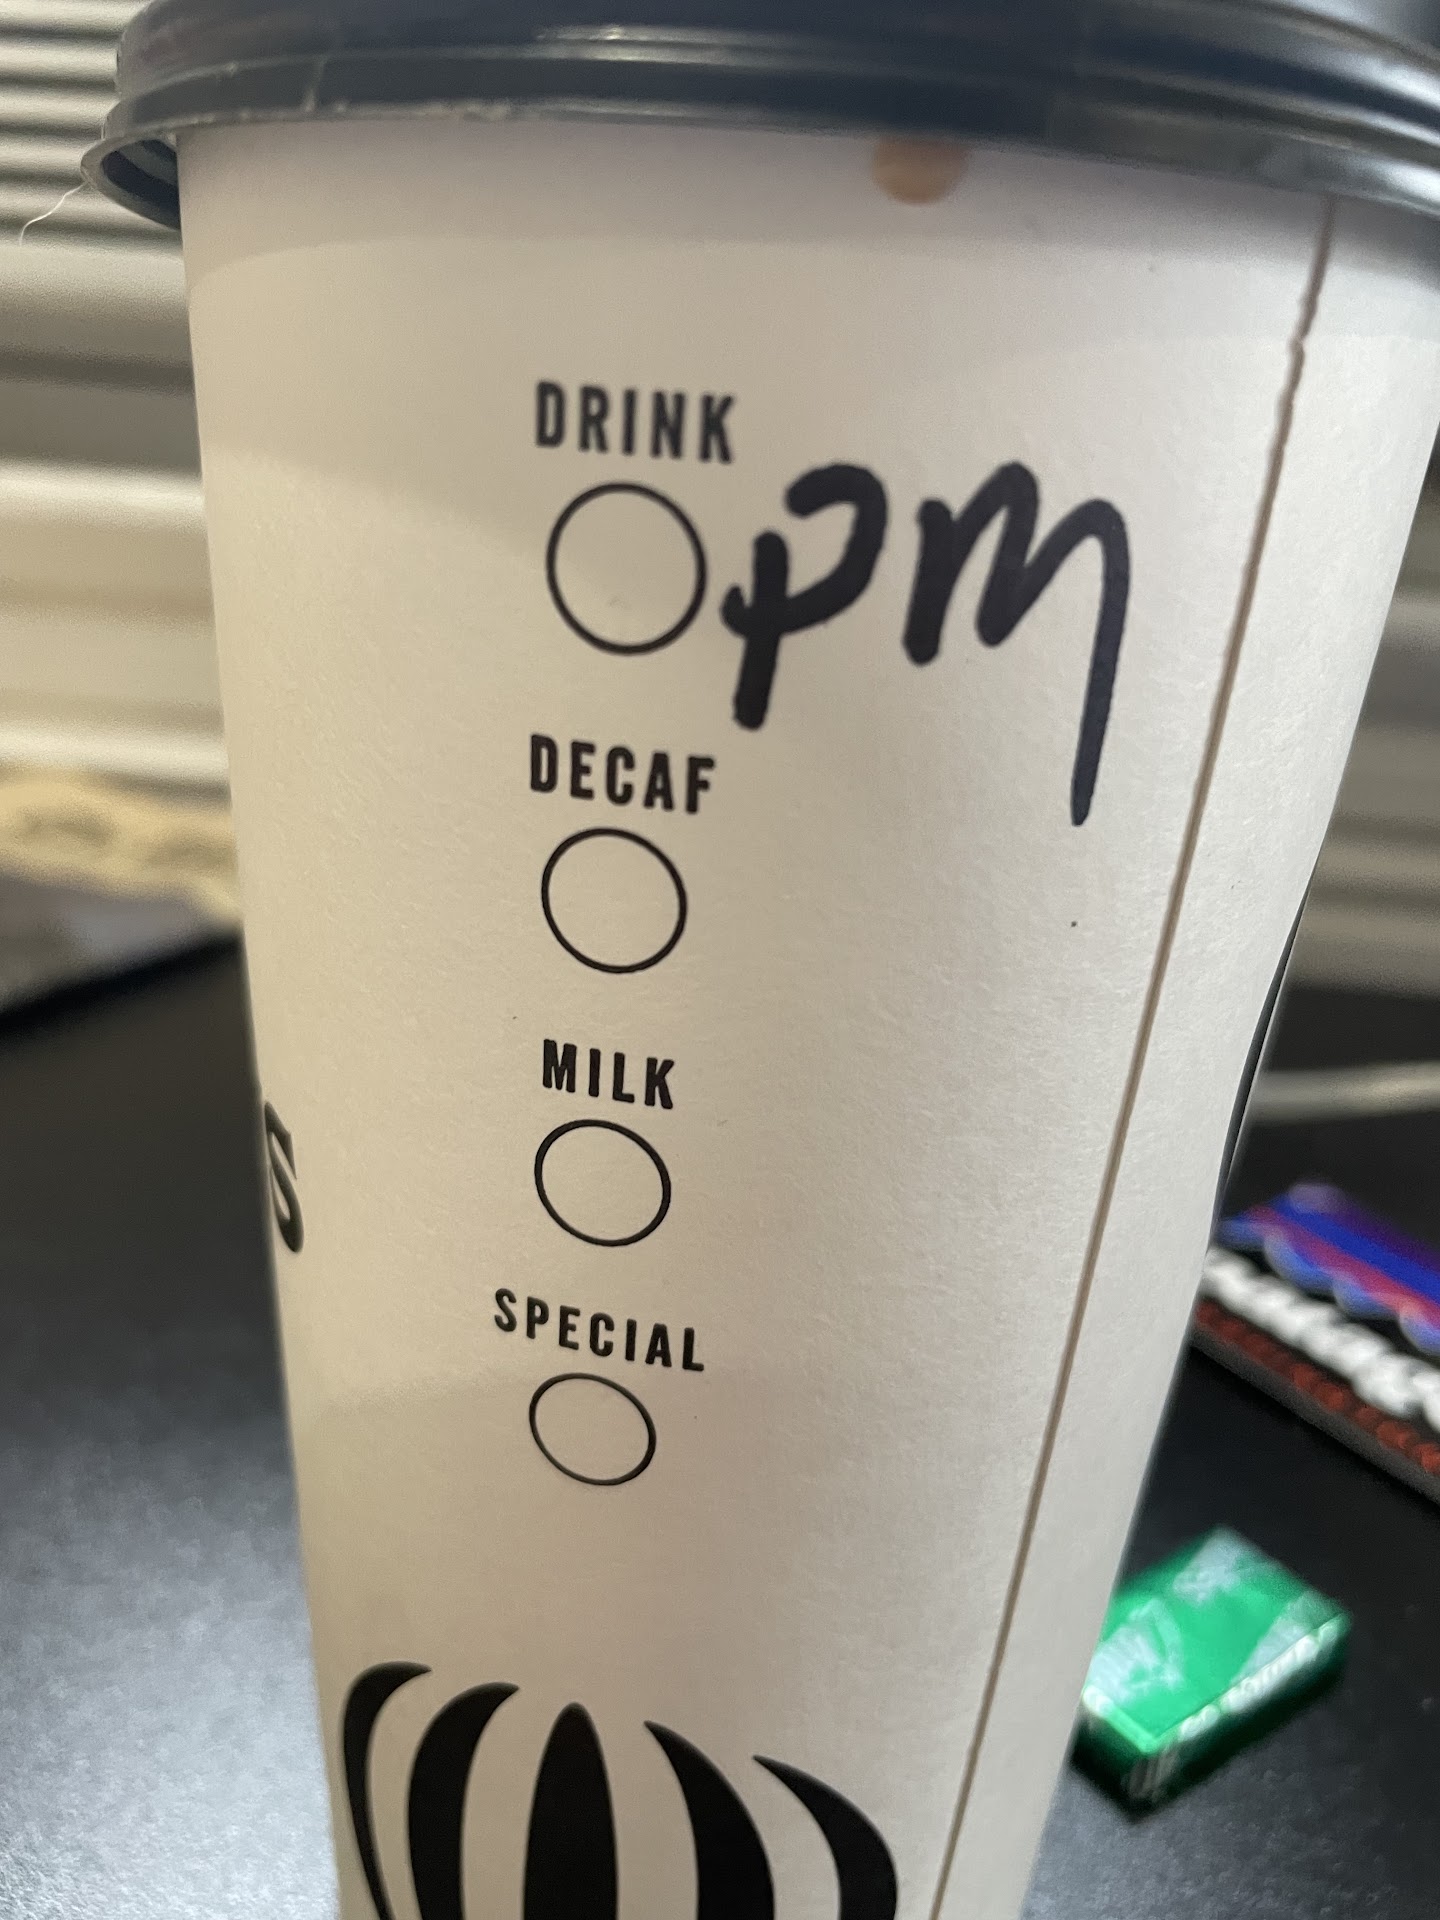 DRINK
pm
DECAF
MILK
SPECIAL
S